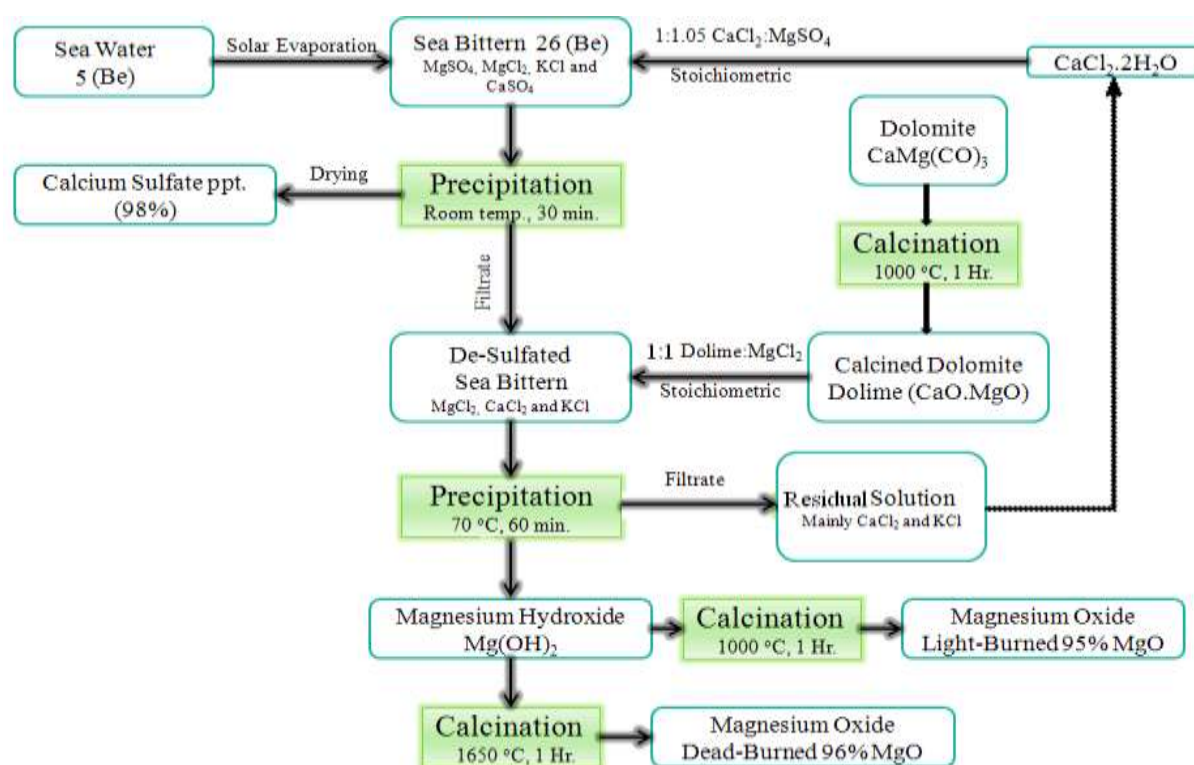 Sea Water
5 (Be)
Solar Evaporation
Sea Bittern 26 (Be)
MgSO₄, MgCl₂, KCl and
CaSO₄
1:1.05 CaCl₂:MgSO₄
Stoichiometric
CaCl₂.2H₂O
Dolomite
CaMg(CO)₃
Calcium Sulfate ppt.
(98%)
Drying
Precipitation
Room temp., 30 min.
Calcination
1000 °C, 1 Hr.
Filtrate
De-Sulfated
Sea Bittern
MgCl₂, CaCl₂ and KCl
1:1 Dolime:MgCl₂
Stoichiometric
Calcined Dolomite
Dolime (CaO.MgO)
Precipitation
70 °C, 60 min.
Filtrate
Residual Solution
Mainly CaCl₂ and KCl
Magnesium Hydroxide
Mg(OH)₂
Calcination
1000 °C, 1 Hr.
Magnesium Oxide
Light-Burned 95% MgO
Calcination
1650 °C, 1 Hr.
Magnesium Oxide
Dead-Burned 96% MgO